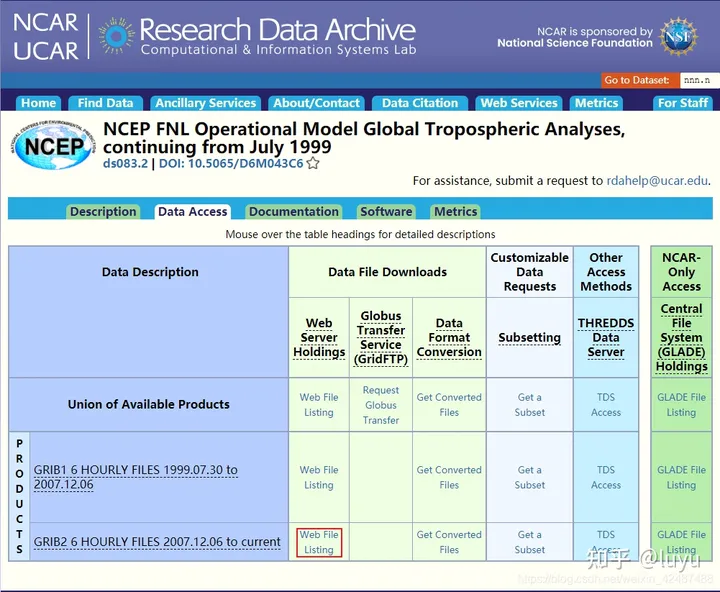 NCAR
UCAR
Research Data Archive
Computational & Information Systems Lab
NCAR is sponsored by
National Science Foundation
NSF
Go to Dataset:
nnn.n
Home
Find Data
Ancillary Services
About/Contact
Data Citation
Web Services
Metrics
For Staff
NCEP
NCEP FNL Operational Model Global Tropospheric Analyses,
continuing from July 1999
ds083.2 | DOI: 10.5065/D6M043C6
For assistance, submit a request to rdahelp@ucar.edu.
Description
Data Access
Documentation
Software
Metrics
Mouse over the table headings for detailed descriptions
Data Description
Data File Downloads
Customizable
Data
Requests
Other
Access
Methods
NCAR-
Only
Access
Web
Server
Holdings
Globus
Transfer
Service
(GridFTP)
Data
Format
Conversion
Subsetting
THREDDS
Data
Server
Central
File
System
(GLADE)
Holdings
Union of Available Products
Web File
Listing
Request
Globus
Transfer
Get Converted
Files
Get a
Subset
TDS
Access
GLADE File
Listing
PRODUCTS
GRIB1 6 HOURLY FILES 1999.07.30 to
2007.12.06
Web File
Listing
Get Converted
Files
Get a
Subset
TDS
Access
GLADE File
Listing
GRIB2 6 HOURLY FILES 2007.12.06 to current
Web File
Listing
Get Converted
Files
Get a
Subset
TDS
Access
GLADE File
Listing
知乎 @luyu